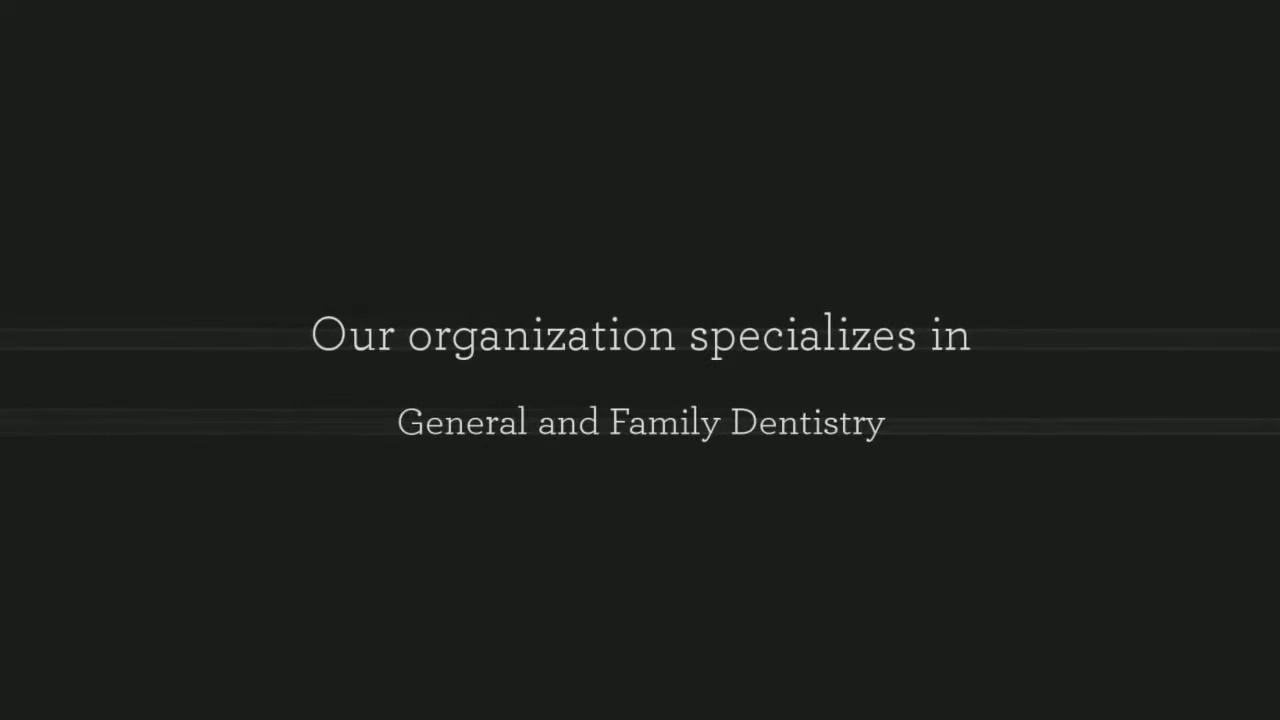 Our organization specializes in
General and Family Dentistry